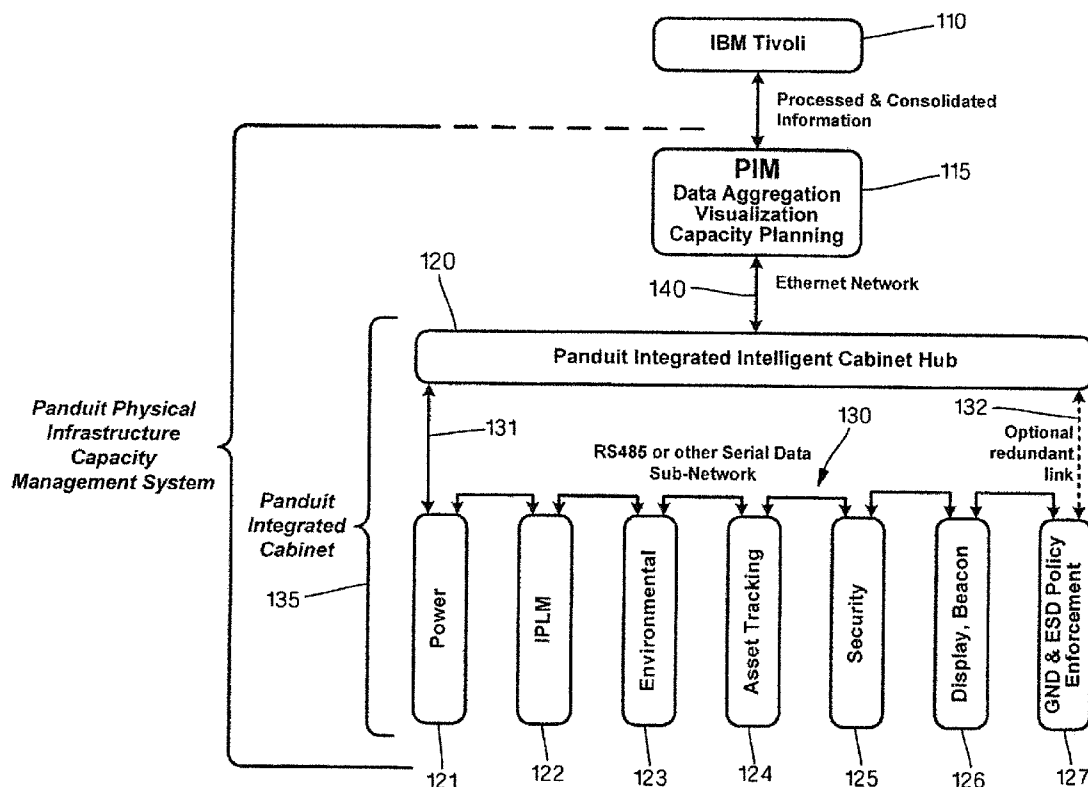 IBM Tivoli
110
Processed & Consolidated
Information
PIM
Data Aggregation
Visualization
Capacity Planning
115
120
140
Ethernet Network
Panduit Integrated Intelligent Cabinet Hub
Panduit Physical
Infrastructure
Capacity
Management System
Panduit
Integrated
Cabinet
135
131
RS485 or other Serial Data
Sub-Network
130
132
Optional
redundant
link
Power
IPLM
Environmental
Asset Tracking
Security
Display, Beacon
GND & ESD Policy
Enforcement
121
122
123
124
125
126
127